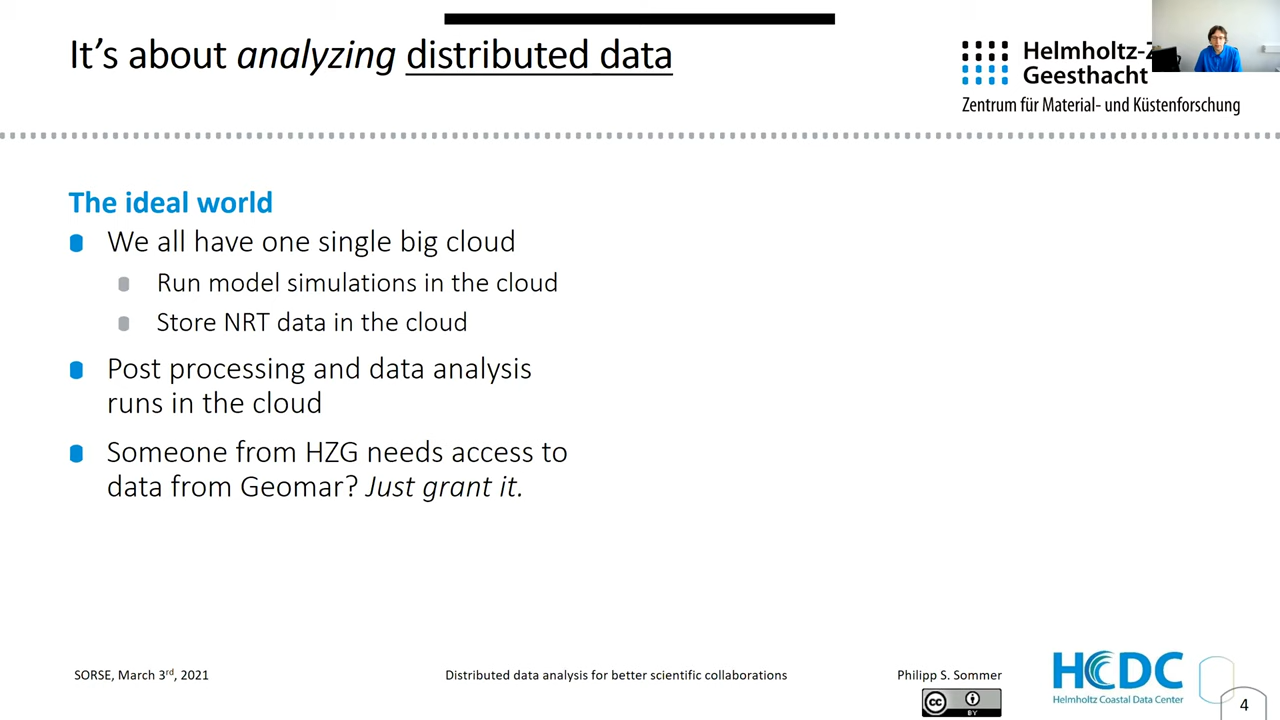 It's about analyzing distributed data
Helmholtz-Z
Geesthacht
Zentrum für Material- und Küstenforschung
The ideal world
We all have one single big cloud
Run model simulations in the cloud
Store NRT data in the cloud
Post processing and data analysis
runs in the cloud
Someone from HZG needs access to
data from Geomar? Just grant it.
SORSE, March 3rd, 2021
Distributed data analysis for better scientific collaborations
Philipp S. Sommer
cc
BY
HCDC
Helmholtz Coastal Data Center
4